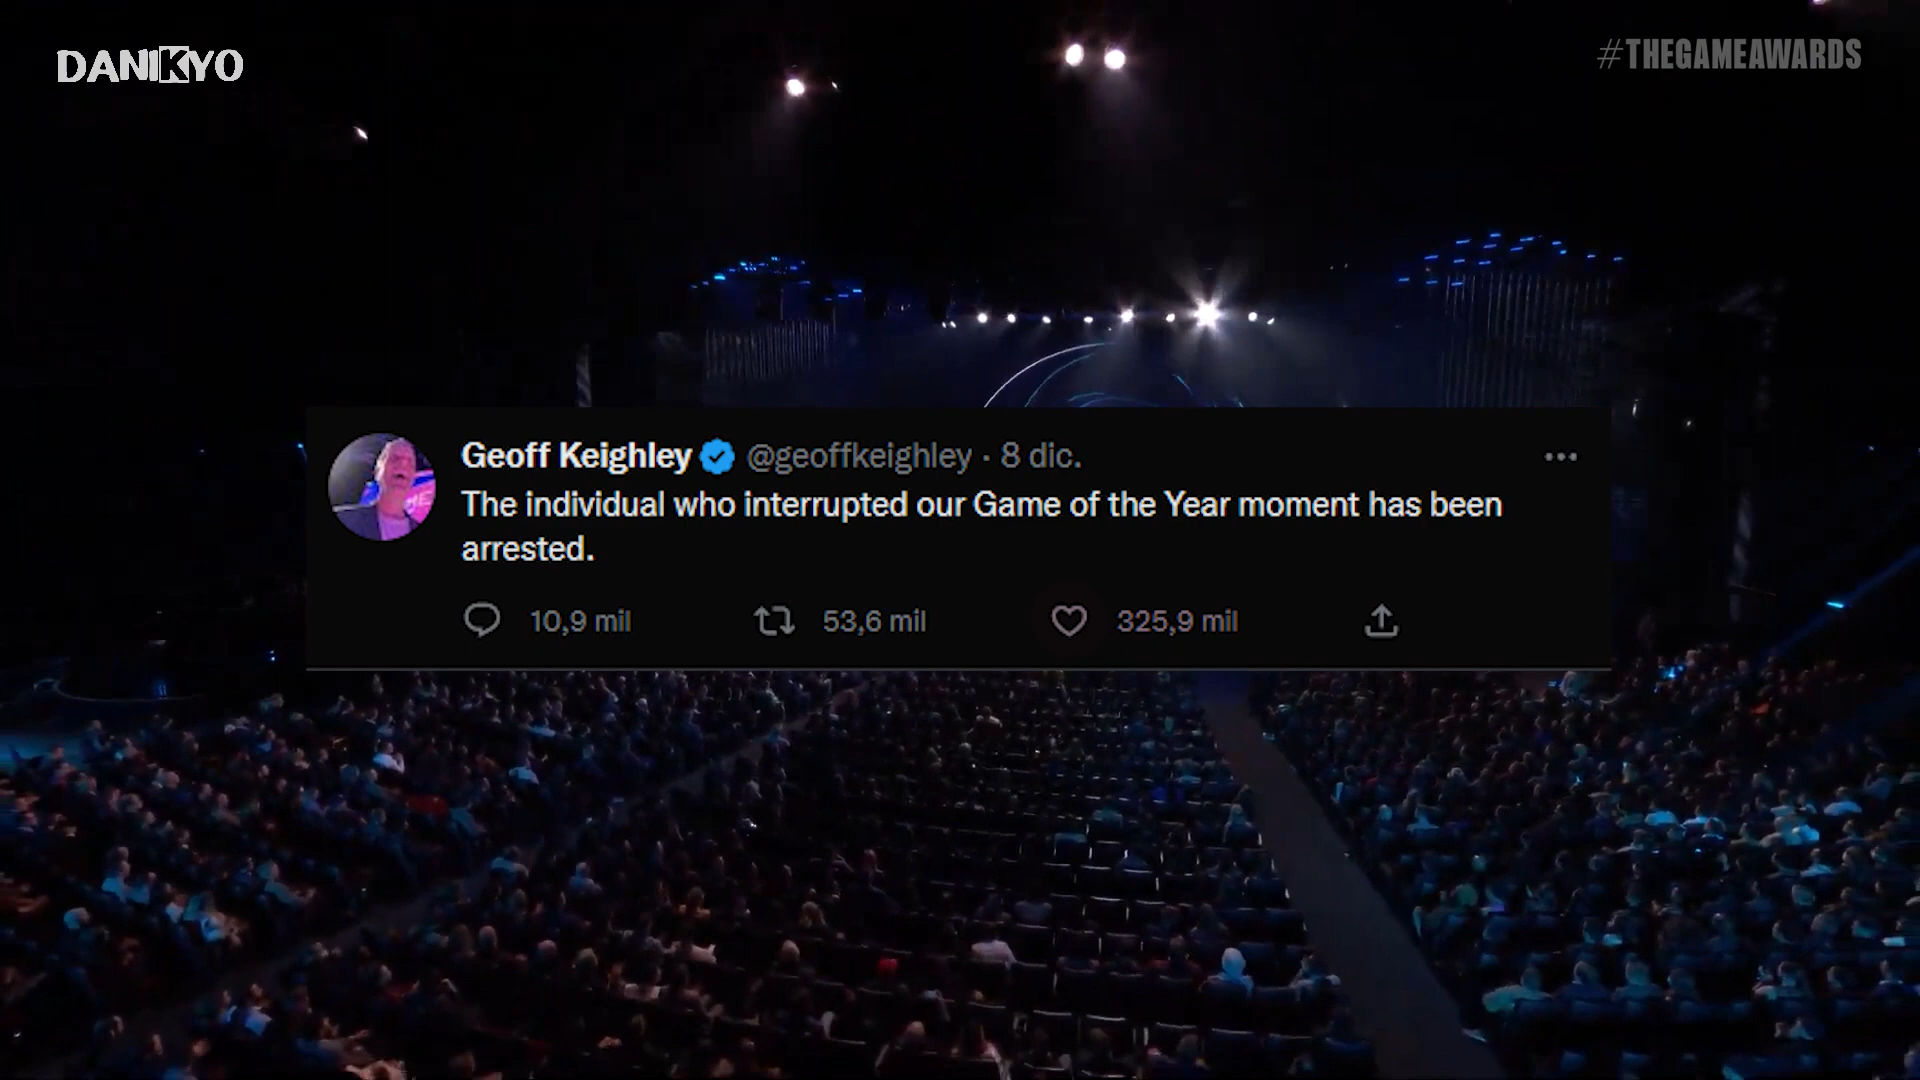 DANIKYO
#THEGAMEAWARDS
Geoff Keighley @geoffkeighley · 8 dic.
The individual who interrupted our Game of the Year moment has been
arrested.
10,9 mil 53,6 mil 325,9 mil